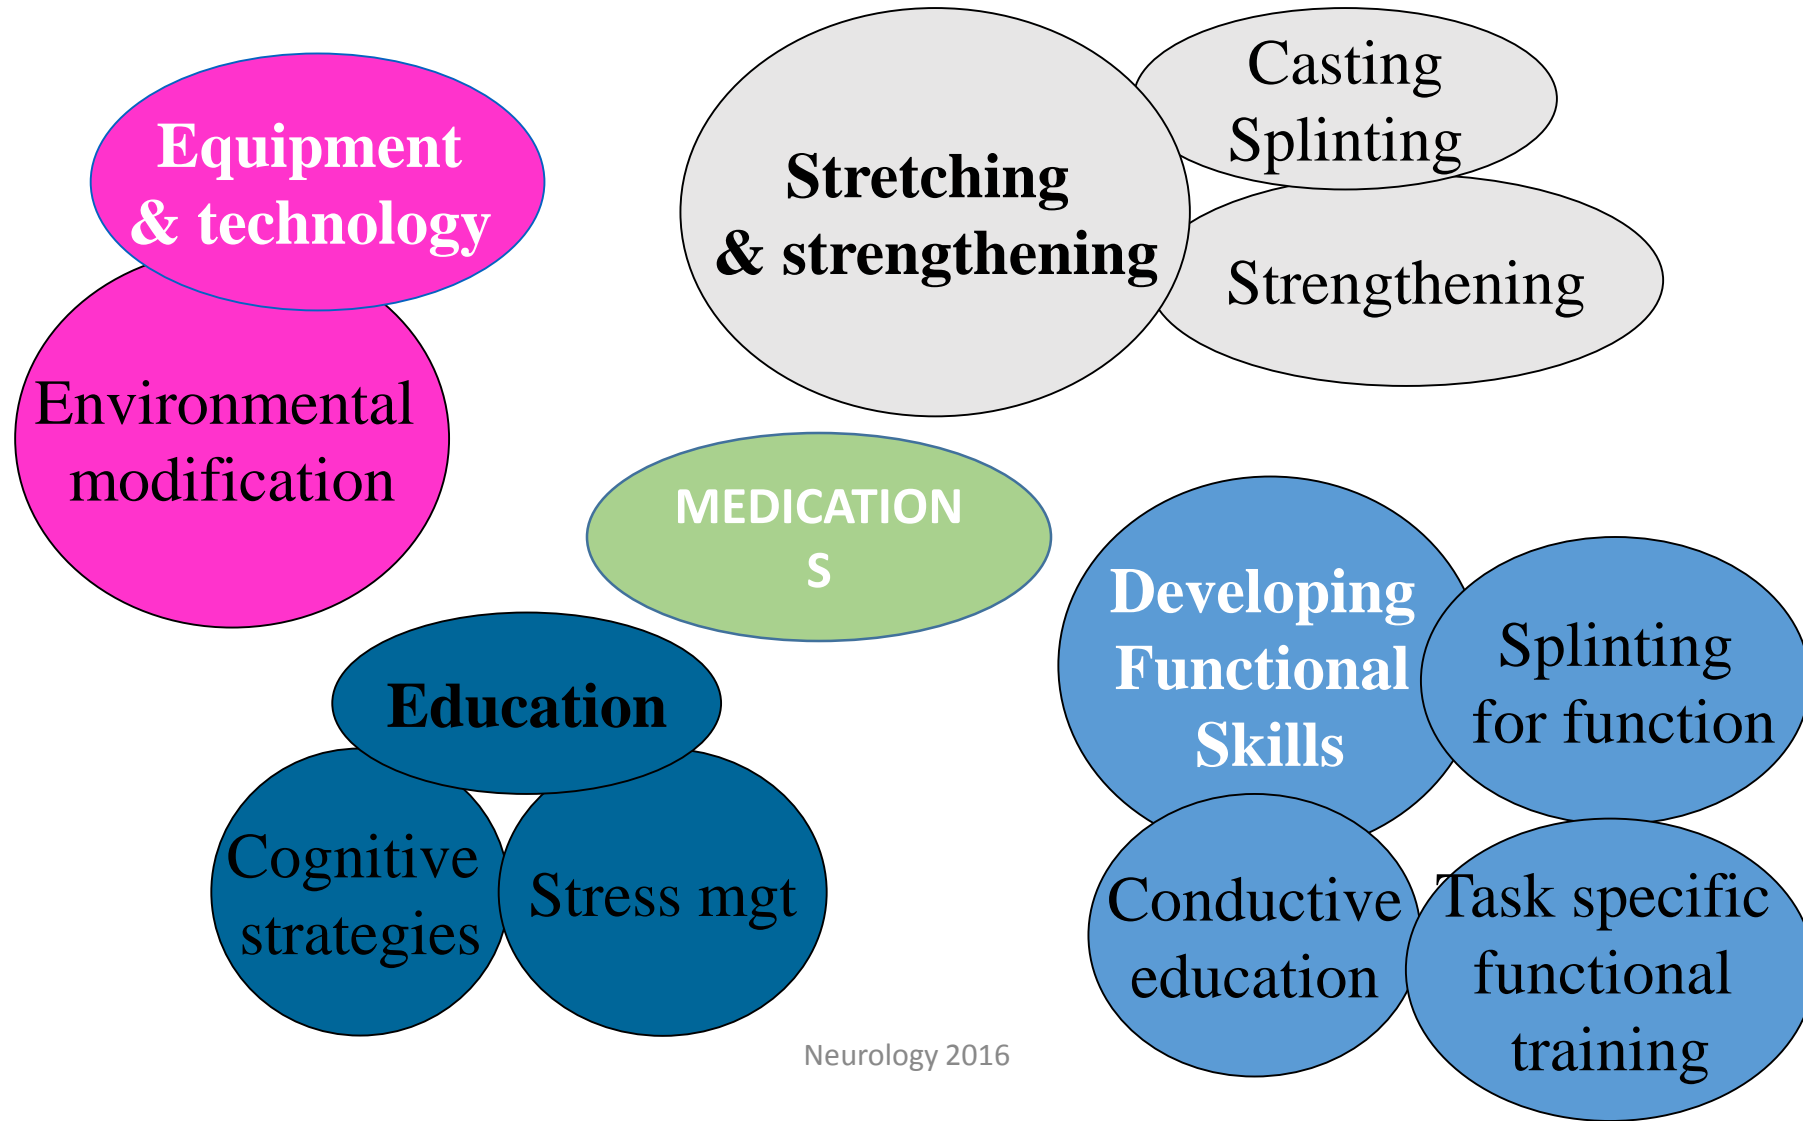 Equipment
& technology
Environmental
modification
Stretching
& strengthening
Casting
Splinting
Strengthening
MEDICATION
S
Education
Cognitive
strategies
Stress mgt
Developing
Functional
Skills
Splinting
for function
Conductive
education
Task specific
functional
training
Neurology 2016